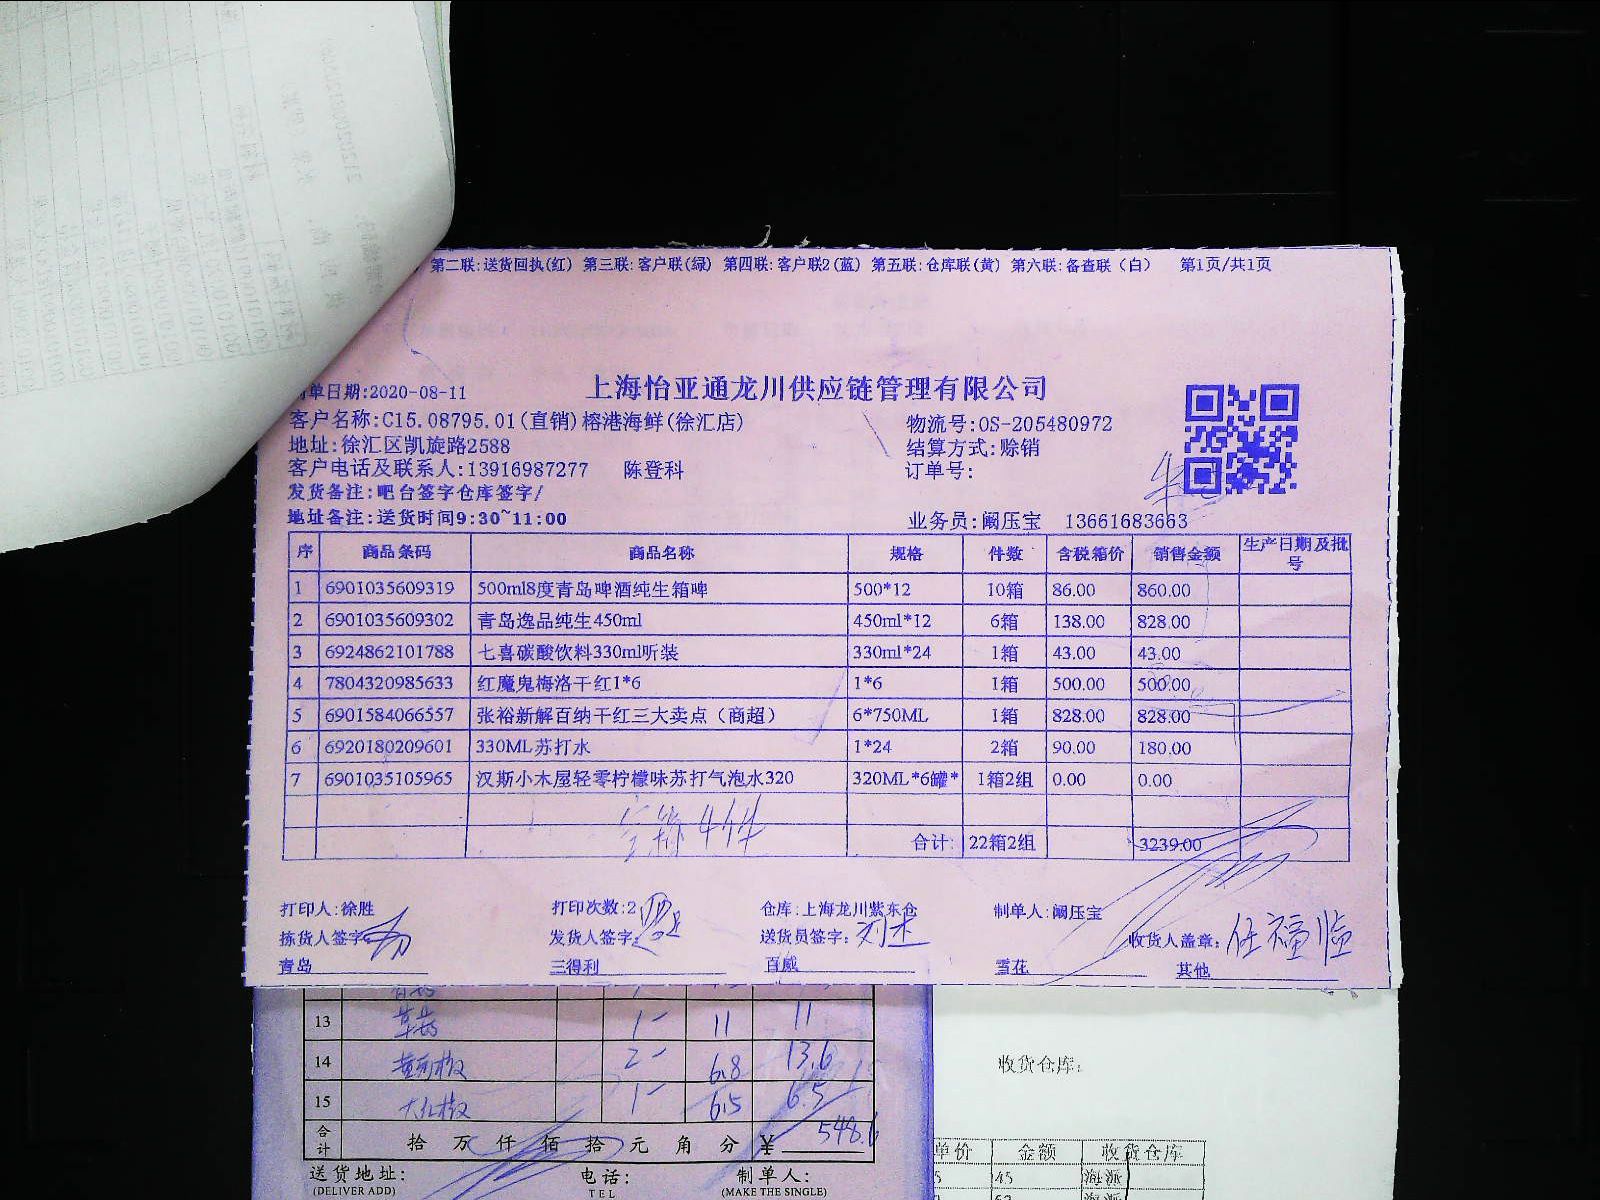 第二联:送货回执(红) 第三联:客户联(绿) 第四联:客户联2(蓝) 第五联:仓库联(黄) 第六联:备查联（白） 第1页/共1页
单日期:2020-08-11 上海怡亚通龙川供应链管理有限公司
客户名称:C15.08795.01(直销)榕港海鲜(徐汇店) 物流号:OS-205480972
地址:徐汇区凯旋路2588 结算方式:赊销
客户电话及联系人:13916987277 陈登科 订单号:
发货备注:吧台签字仓库签字/
地址备注:送货时间9:30~11:00 业务员:阚压宝 13661683663
序 商品条码 商品名称 规格 件数 含税箱价 销售金额 生产日期及批号
1 6901035609319 500ml8度青岛啤酒纯生箱啤 500*12 10箱 86.00 860.00
2 6901035609302 青岛逸品纯生450ml 450ml*12 6箱 138.00 828.00
3 6924862101788 七喜碳酸饮料330ml听装 330ml*24 1箱 43.00 43.00
4 7804320985633 红魔鬼梅洛干红1*6 1*6 1箱 500.00 500.00
5 6901584066557 张裕新解百纳干红三大卖点（商超） 6*750ML 1箱 828.00 828.00
6 6920180209601 330ML苏打水 1*24 2箱 90.00 180.00
7 6901035105965 汉斯小木屋轻零柠檬味苏打气泡水320 320ML*6罐* 1箱2组 0.00 0.00
合计: 22箱2组 3239.00
打印人:徐胜 打印次数:2 仓库:上海龙川紫东仓 制单人:阚压宝
拣货人签字 发货人签字: 送货员签字: 收货人盖章: 任福临
青岛 三得利 百威 雪花 其他
13 1- 11 11
14 2- 6.8 13.6
15 1- 6.5 6.5
合计 拾 万 仟 佰 拾 元 角 分 ¥ 548.6
送货地址: 电话: 制单人:
(DELIVER ADD) TEL (MAKE THE SINGLE)
收货仓库:
单价 金额 收货仓库
5 45 海派